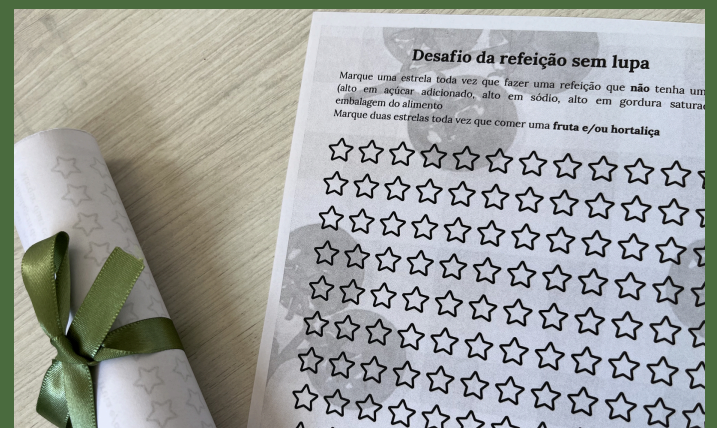 Desafio da refeição sem lupa
Marque uma estrela toda vez que fizer uma refeição que não tenha um
(alto em açúcar adicionado, alto em sódio, alto em gordura satura
embalagem do alimento
Marque duas estrelas toda vez que comer uma fruta e/ou hortaliça